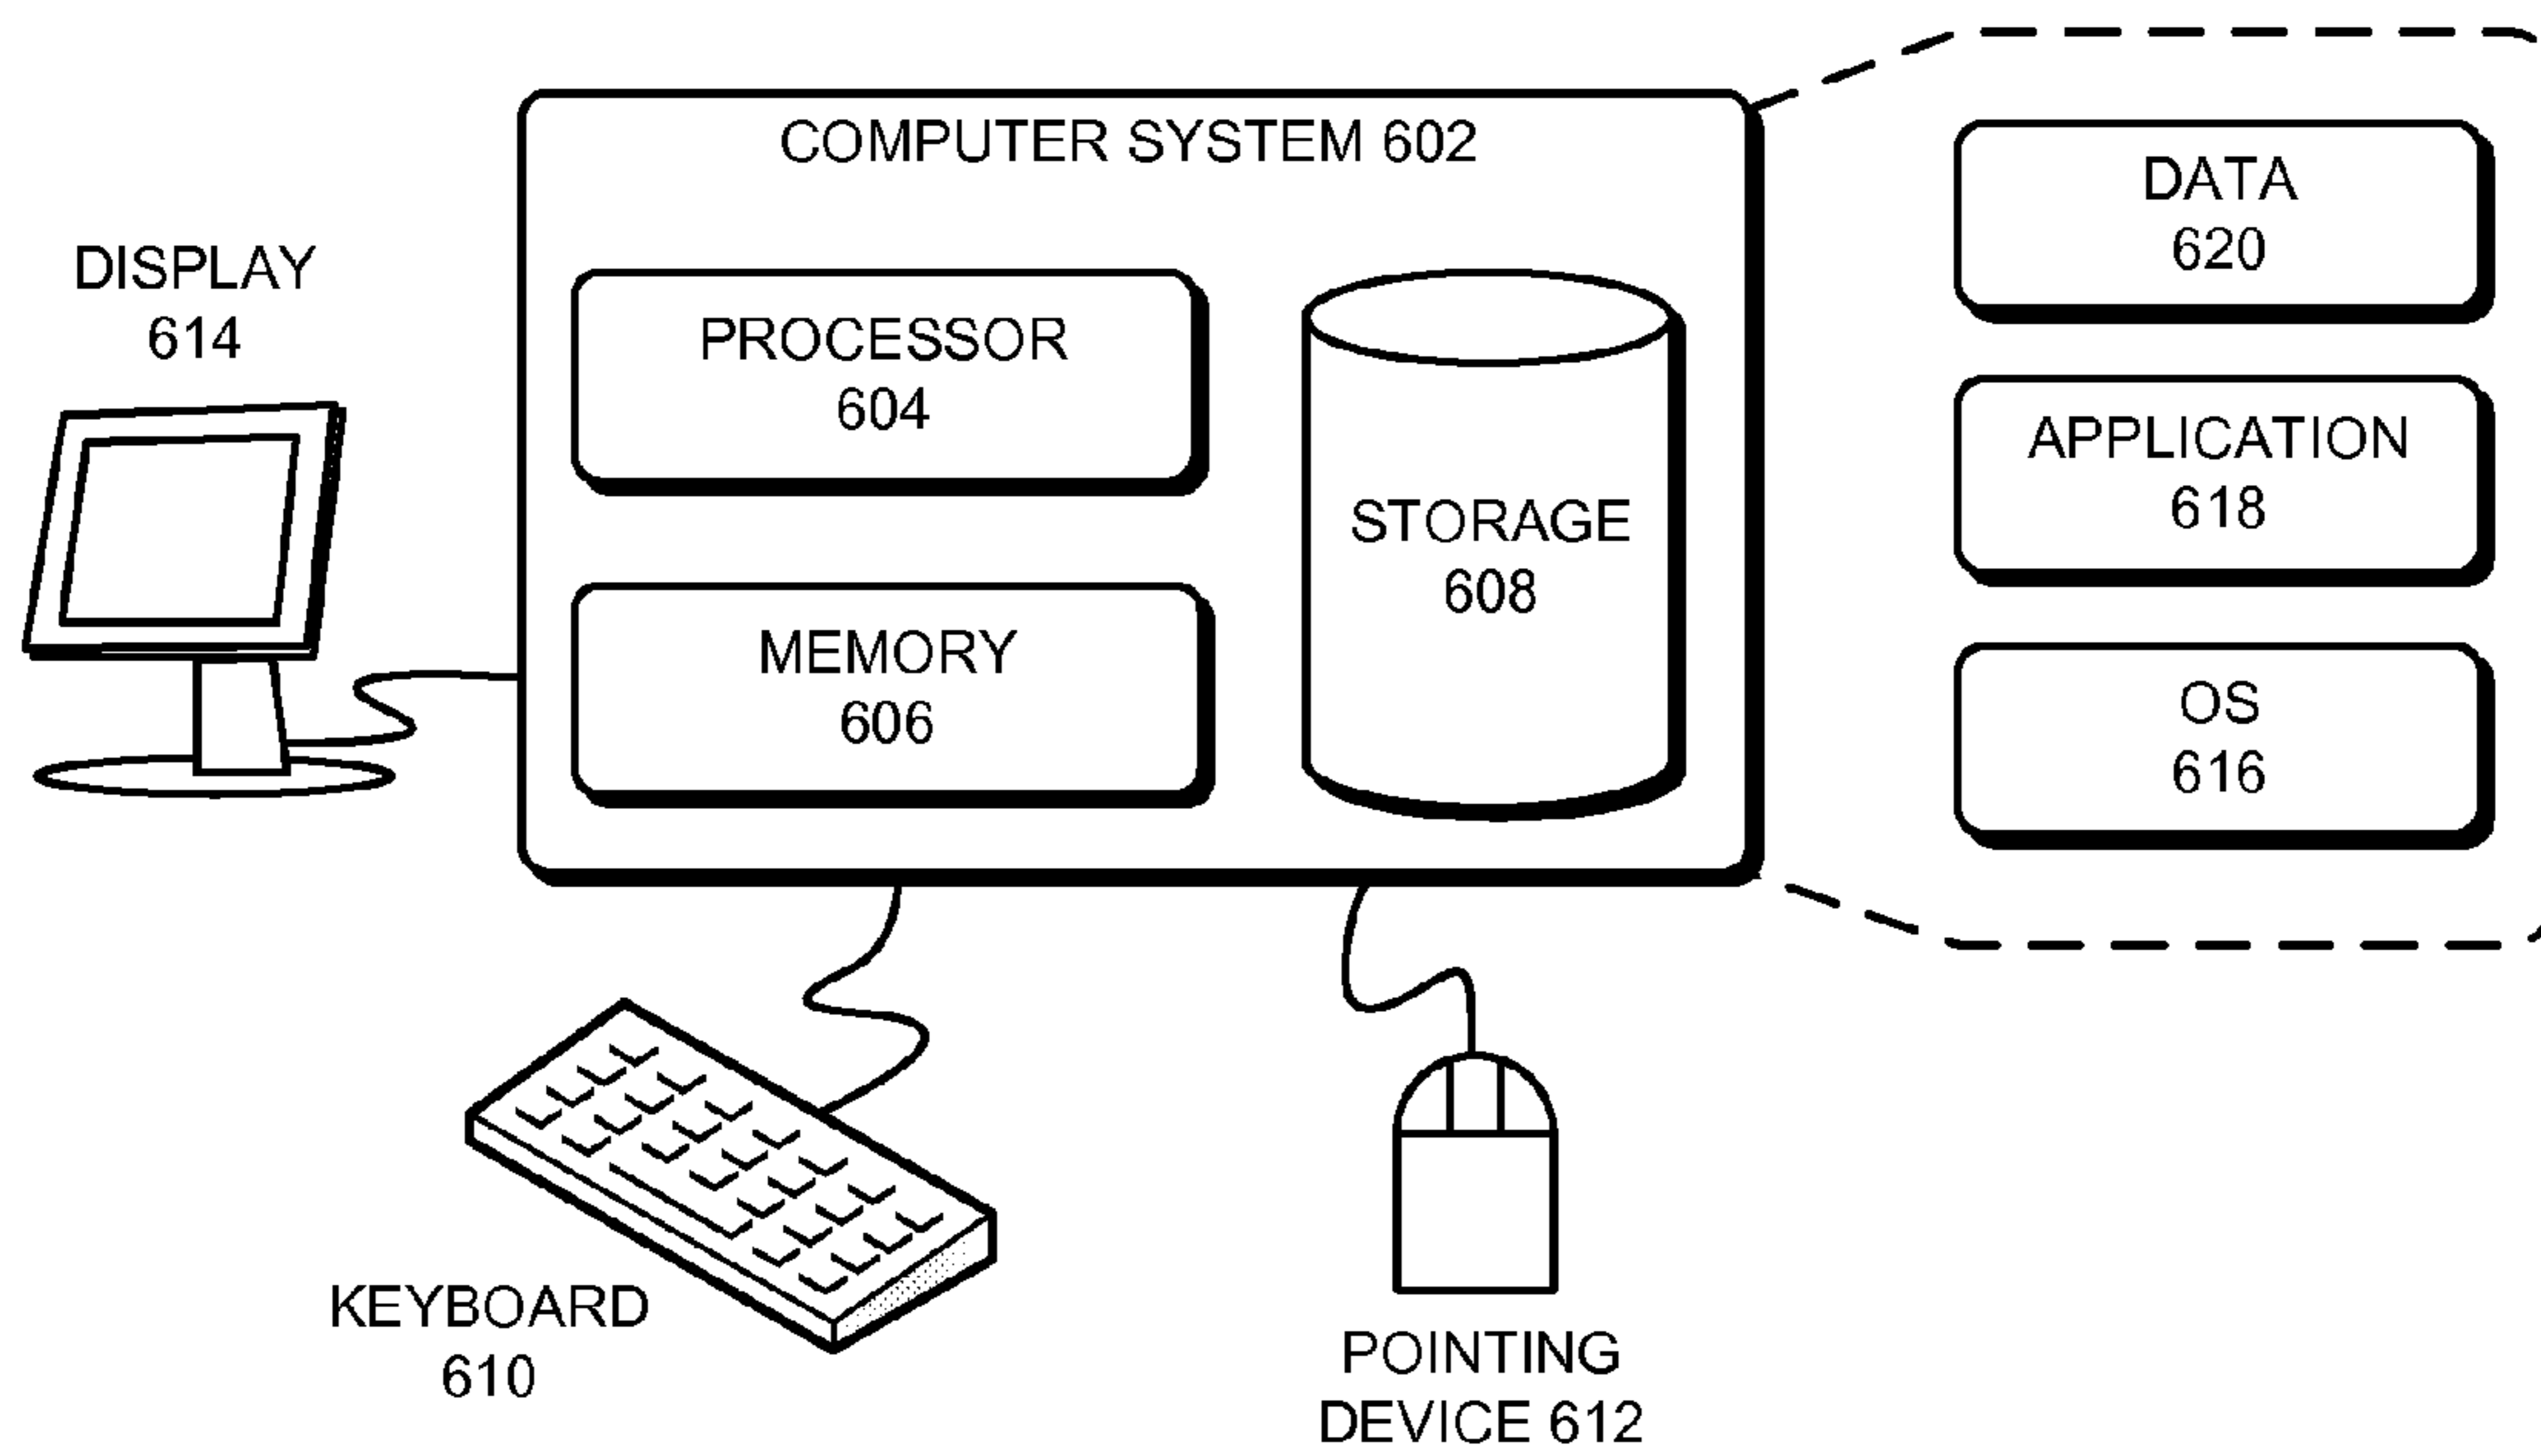 COMPUTER SYSTEM 602
DISPLAY
614
PROCESSOR
604
MEMORY
606
STORAGE
608
DATA
620
APPLICATION
618
OS
616
KEYBOARD
610
POINTING
DEVICE 612